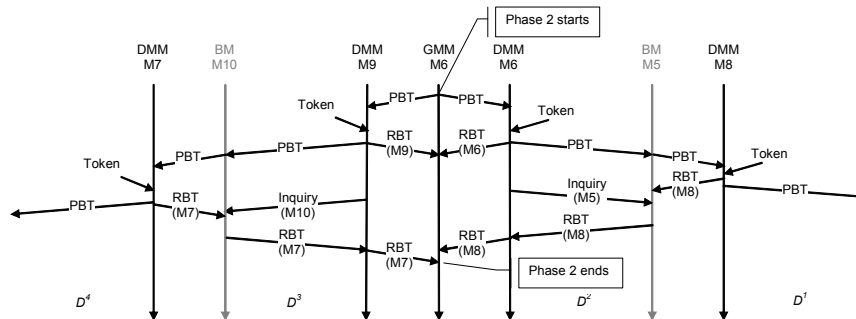 Phase 2 starts
DMM
M7
BM
M10
DMM
M9
GMM
M6
DMM
M6
BM
M5
DMM
M8
PBT
PBT
Token
Token
PBT
PBT
RBT
(M9)
RBT
(M6)
PBT
PBT
Token
Token
PBT
RBT
(M7)
Inquiry
(M10)
Inquiry
(M5)
RBT
(M8)
PBT
RBT
(M7)
RBT
(M7)
RBT
(M8)
RBT
(M8)
Phase 2 ends
D⁴
D³
D²
D¹